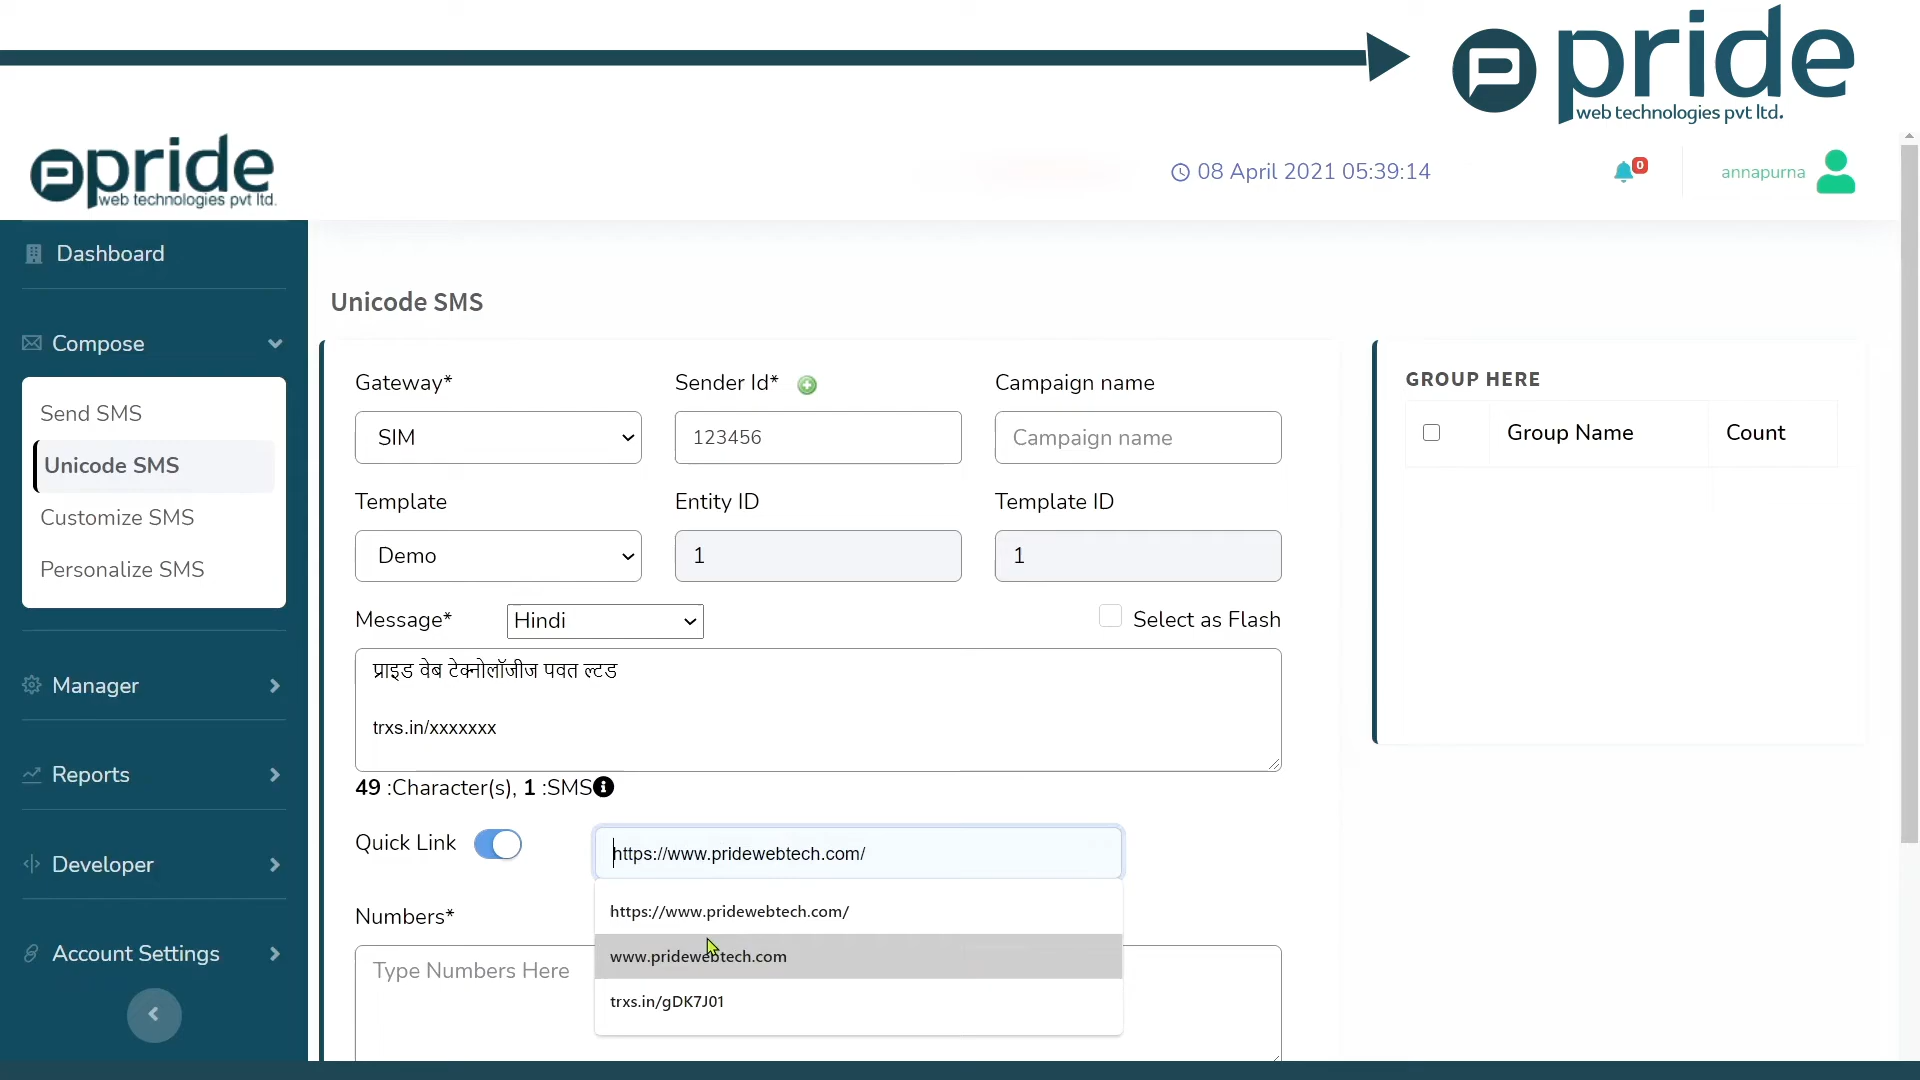 pride
web technologies pvt ltd.
pride
web technologies pvt ltd.
08 April 2021 05:39:14
0
annapurna
Dashboard
Compose
Send SMS
Unicode SMS
Customize SMS
Personalize SMS
Manager
Reports
Developer
Account Settings
Unicode SMS
Gateway*
Sender Id*
Campaign name
SIM
123456
Campaign name
Template
Entity ID
Template ID
Demo
1
1
Message*
Hindi
Select as Flash
प्राइड वेब टेक्नोलॉजीज पवत ल्टड
trxs.in/xxxxxxx
49 :Character(s), 1 :SMS
Quick Link
https://www.pridewebtech.com/
https://www.pridewebtech.com/
www.pridewebtech.com
trxs.in/gDK7J01
Numbers*
Type Numbers Here
GROUP HERE
Group Name
Count